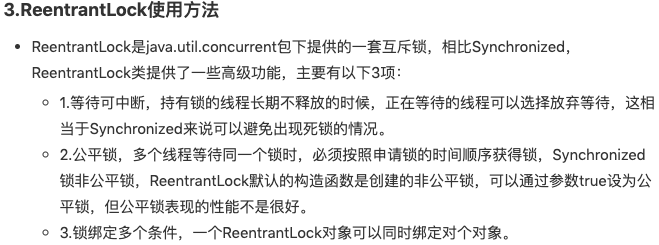 3.ReentrantLock使用方法
ReentrantLock是java.util.concurrent包下提供的一套互斥锁，相比Synchronized，
ReentrantLock类提供了一些高级功能，主要有以下3项：
1.等待可中断，持有锁的线程长期不释放的时候，正在等待的线程可以选择放弃等待，这相
当于Synchronized来说可以避免出现死锁的情况。
2.公平锁，多个线程等待同一个锁时，必须按照申请锁的时间顺序获得锁，Synchronized
锁非公平锁，ReentrantLock默认的构造函数是创建的非公平锁，可以通过参数true设为公
平锁，但公平锁表现的性能不是很好。
3.锁绑定多个条件，一个ReentrantLock对象可以同时绑定对个对象。